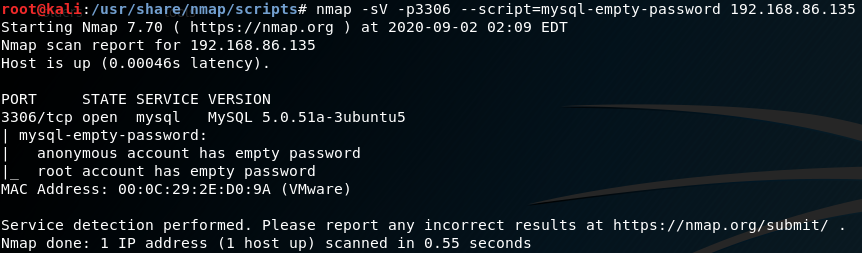 root@kali:/usr/share/nmap/scripts# nmap -sV -p3306 --script=mysql-empty-password 192.168.86.135
Starting Nmap 7.70 ( https://nmap.org ) at 2020-09-02 02:09 EDT
Nmap scan report for 192.168.86.135
Host is up (0.00046s latency).

PORT     STATE SERVICE VERSION
3306/tcp open  mysql   MySQL 5.0.51a-3ubuntu5
| mysql-empty-password:
|   anonymous account has empty password
|_  root account has empty password
MAC Address: 00:0C:29:2E:D0:9A (VMware)

Service detection performed. Please report any incorrect results at https://nmap.org/submit/ .
Nmap done: 1 IP address (1 host up) scanned in 0.55 seconds